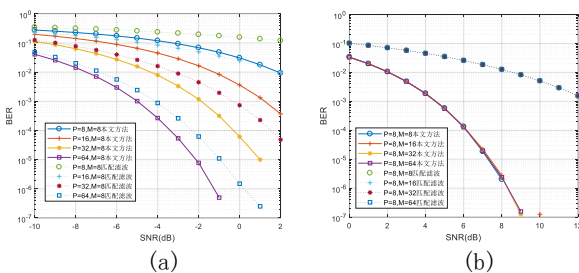 10^0
10^-1
10^-2
10^-3
10^-4
10^-5
10^-6
10^-7
BER
-10
-8
-6
-4
-2
0
2
SNR(dB)
P=8,M=8本文方法
P=16,M=8本文方法
P=32,M=8本文方法
P=64,M=8本文方法
P=8,M=8匹配滤波
P=16,M=8匹配滤波
P=32,M=8匹配滤波
P=64,M=8匹配滤波
(a)
10^0
10^-1
10^-2
10^-3
10^-4
10^-5
10^-6
10^-7
BER
0
2
4
6
8
10
12
SNR(dB)
P=8,M=8本文方法
P=8,M=16本文方法
P=8,M=32本文方法
P=8,M=64本文方法
P=8,M=8匹配滤波
P=8,M=16匹配滤波
P=8,M=32匹配滤波
P=8,M=64匹配滤波
(b)